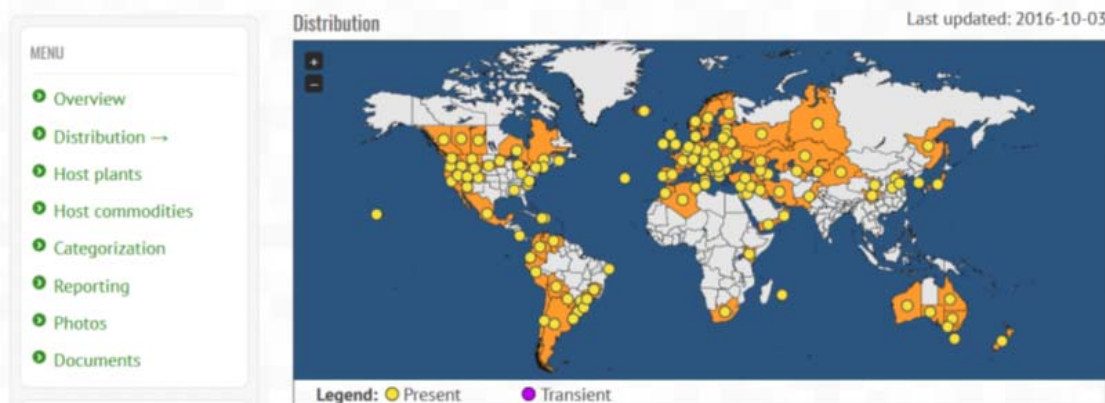 MENU
Overview
Distribution →
Host plants
Host commodities
Categorization
Reporting
Photos
Documents
Distribution
Last updated: 2016-10-03
+
−
Legend: Present Transient